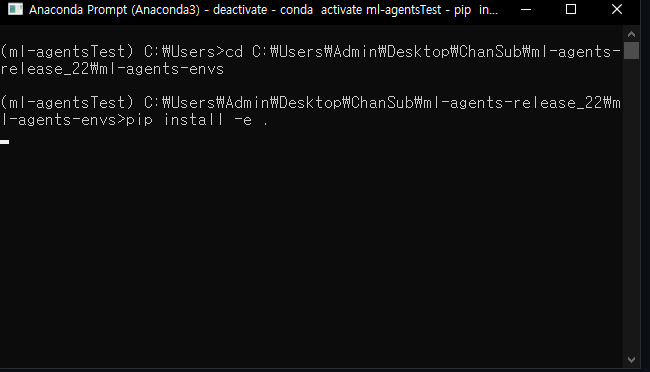 Anaconda Prompt (Anaconda3) - deactivate - conda  activate ml-agentsTest - pip  in...
(ml-agentsTest) C:₩Users>cd C:₩Users₩Admin₩Desktop₩ChanSub₩ml-agents-
release_22₩ml-agents-envs
(ml-agentsTest) C:₩Users₩Admin₩Desktop₩ChanSub₩ml-agents-release_22₩m
l-agents-envs>pip install -e .